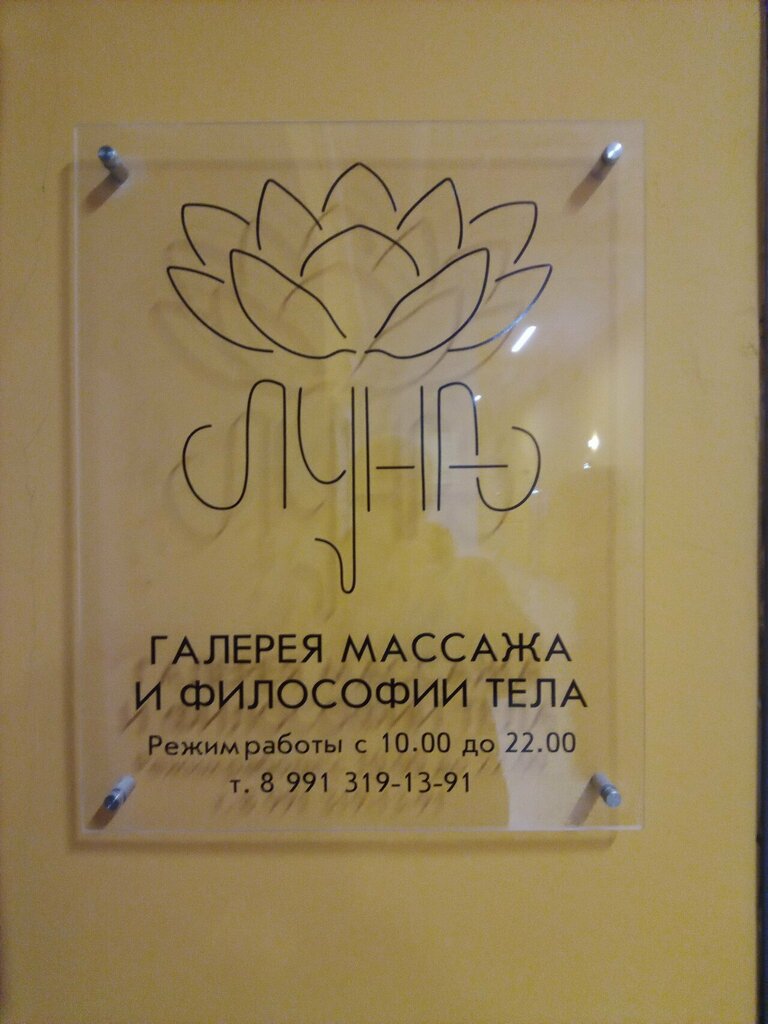 ЛУНА
ГАЛЕРЕЯ МАССАЖА
И ФИЛОСОФИИ ТЕЛА
Режим работы с 10.00 до 22.00
т. 8 991 319-13-91